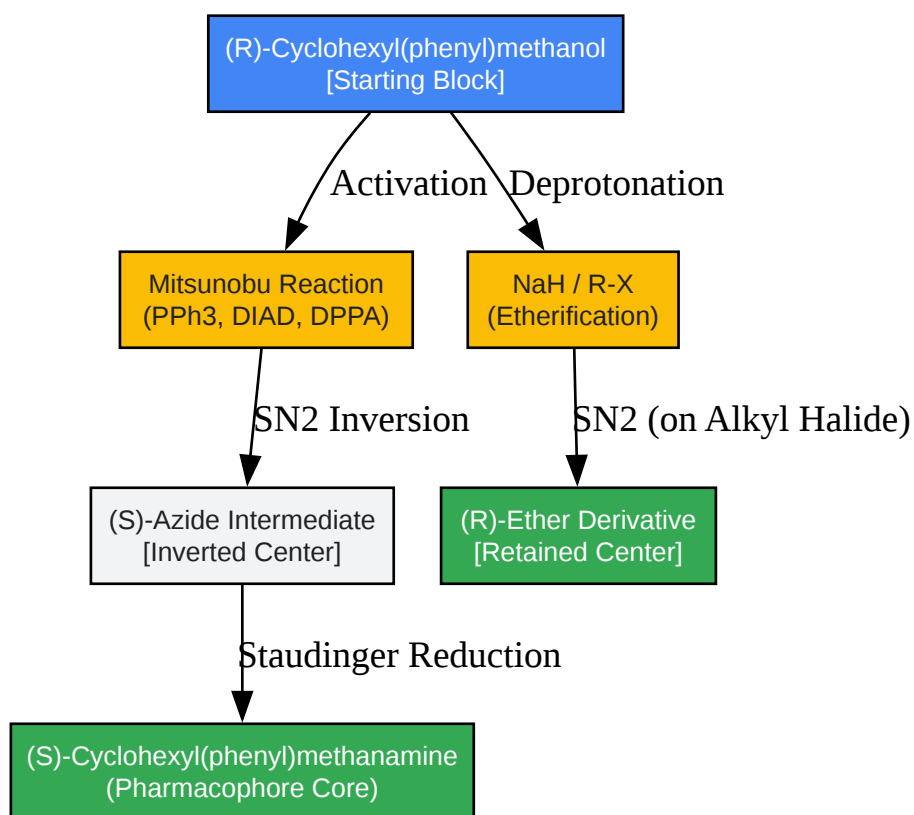 (R)-Cyclohexyl(phenyl)methanol
[Starting Block]
Activation
Deprotonation
Mitsunobu Reaction
(PPh3, DIAD, DPPA)
NaH / R-X
(Etherification)
SN2 Inversion
SN2 (on Alkyl Halide)
(S)-Azide Intermediate
[Inverted Center]
(R)-Ether Derivative
[Retained Center]
Staudinger Reduction
(S)-Cyclohexyl(phenyl)methanamine
(Pharmacophore Core)